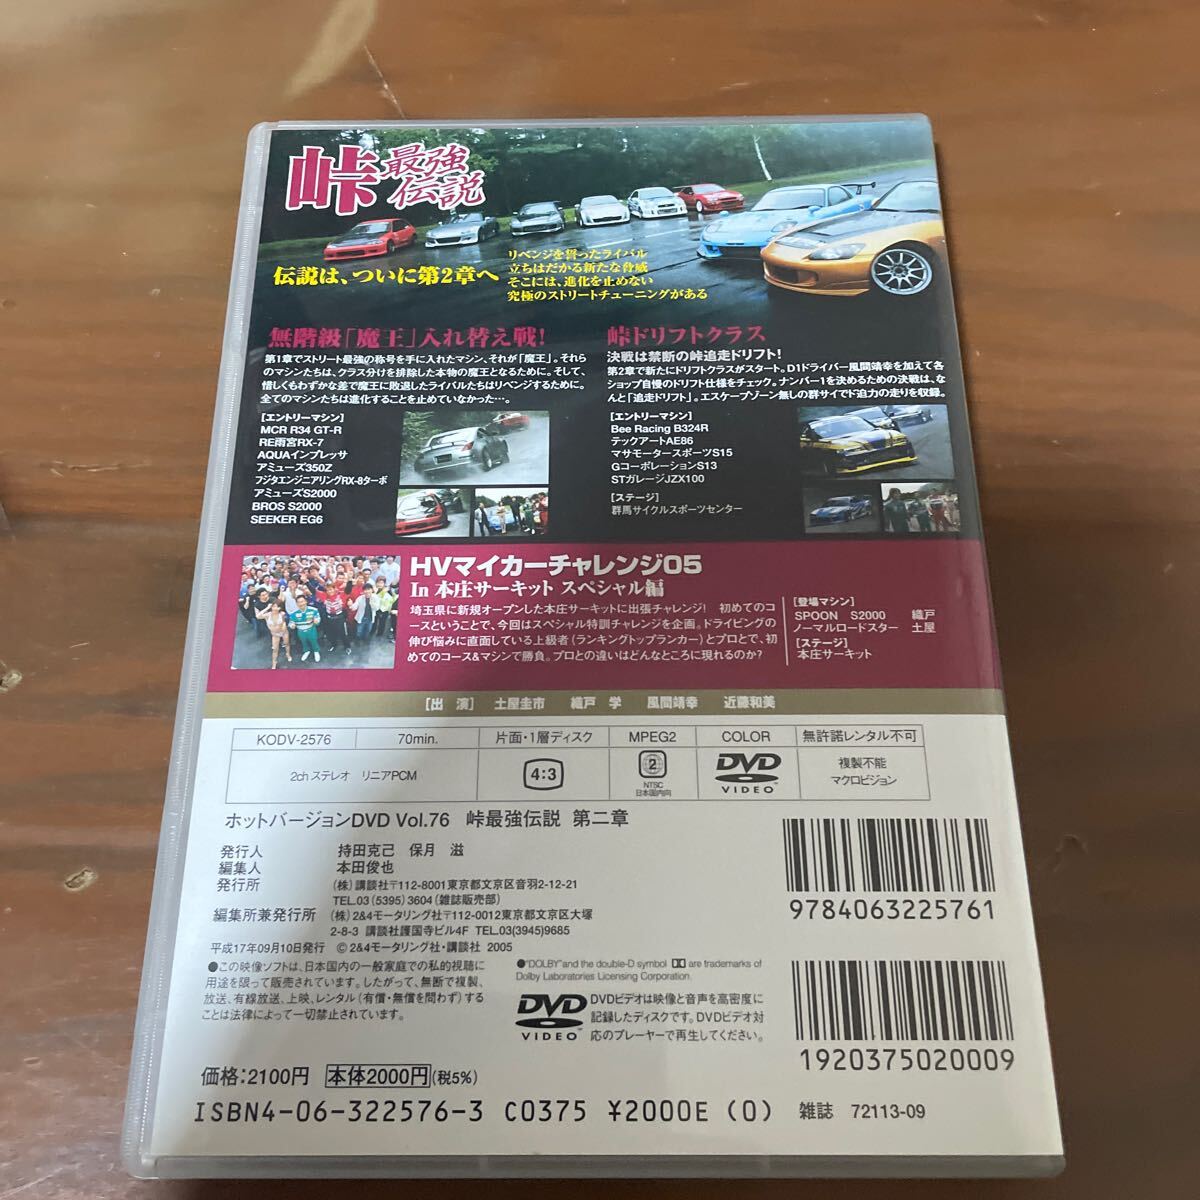 峠最強伝説
伝説は、ついに第2章へ
リベンジを誓ったライバル
立ちはだかる新たな脅威
そこには、進化を止めない
究極のストリートチューニングがある
無階級「魔王」入れ替え戦!
第1章でストリート最強の称号を手に入れたマシン、それが「魔王」。それら
のマシンたちは、クラス分けを排除した本物の魔王となるために。そして、
惜しくもわずかな差で魔王に敗退したライバルたちはリベンジするために。
全てのマシンたちは進化することを止めていなかった…。
[エントリーマシン]
MCR R34 GT-R
RE雨宮RX-7
AQUAインプレッサ
アミューズ350Z
フジタエンジニアリングRX-8ターボ
アミューズS2000
BROS S2000
SEEKER EG6
峠ドリフトクラス
決戦は禁断の峠追走ドリフト!
第2章で新たにドリフトクラスがスタート。D1ドライバー風間靖幸を加えて各
ショップ自慢のドリフト仕様をチェック。ナンバー1を決めるための決戦は、な
んと「追走ドリフト」。エスケープゾーン無しの群サイでド迫力の走りを収録。
[エントリーマシン]
Bee Racing B324R
テックアートAE86
マサモータースポーツS15
GコーポレーションS13
STガレージJZX100
[ステージ]
群馬サイクルスポーツセンター
HVマイカーチャレンジ05
In 本庄サーキット スペシャル編
埼玉県に新規オープンした本庄サーキットに出張チャレンジ! 初めてのコ
ースということで、今回はスペシャル特訓チャレンジを企画。ドライビングの
伸び悩みに直面している上級者(ランキングトップランカー)とプロとで、初
めてのコース&マシンで勝負。プロとの違いはどんなところに現れるのか?
[登場マシン]
SPOON S2000 織戸
ノーマルロードスター 土屋
[ステージ]
本庄サーキット
[出 演] 土屋圭市 織戸 学 風間靖幸 近藤和美
KODV-2576 70min. 片面・1層ディスク MPEG2 COLOR 無許諾レンタル不可
2ch ステレオ リニアPCM 4:3 2 NTSC 日本国内向 DVD VIDEO 複製不能 マクロビジョン
ホットバージョンDVD Vol.76 峠最強伝説 第二章
発行人 持田克己 保月 滋
編集人 本田俊也
発行所 (株)講談社〒112-8001東京都文京区音羽2-12-21
TEL.03 (5395) 3604 (雑誌販売部)
編集所兼発行所 (株)2&4モータリング社〒112-0012東京都文京区大塚
2-8-3 講談社護国寺ビル4F TEL.03(3945)9685
平成17年09月10日発行 ©2&4モータリング社・講談社 2005
●この映像ソフトは、日本国内の一般家庭での私的視聴に
用途を限って販売されています。したがって、無断で複製、
放送、有線放送、上映、レンタル(有償・無償を問わず)する
ことは法律によって一切禁止されています。
●"DOLBY"and the double-D symbol are trademarks of
Dolby Laboratories Licensing Corporation.
DVD VIDEO
DVDビデオは映像と音声を高密度に
記録したディスクです。DVDビデオ対
応のプレーヤーで再生してください。
9784063225761
1920375020009
価格:2100円 本体2000円(税5%)
ISBN4-06-322576-3 C0375 ¥2000E (0) 雑誌 72113-09